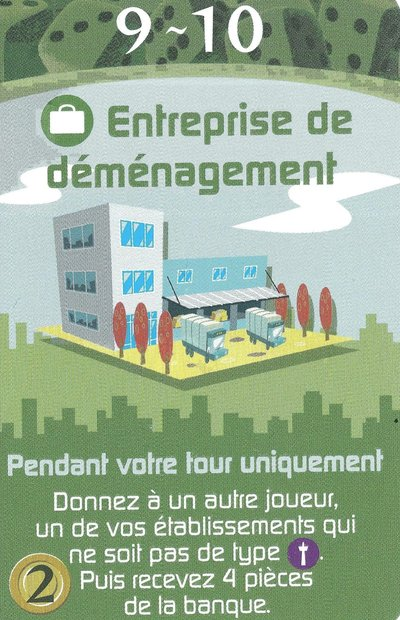 9~10
Entreprise de
déménagement
Pendant votre tour uniquement
Donnez à un autre joueur,
un de vos établissements qui
ne soit pas de type .
Puis recevez 4 pièces
de la banque.
2